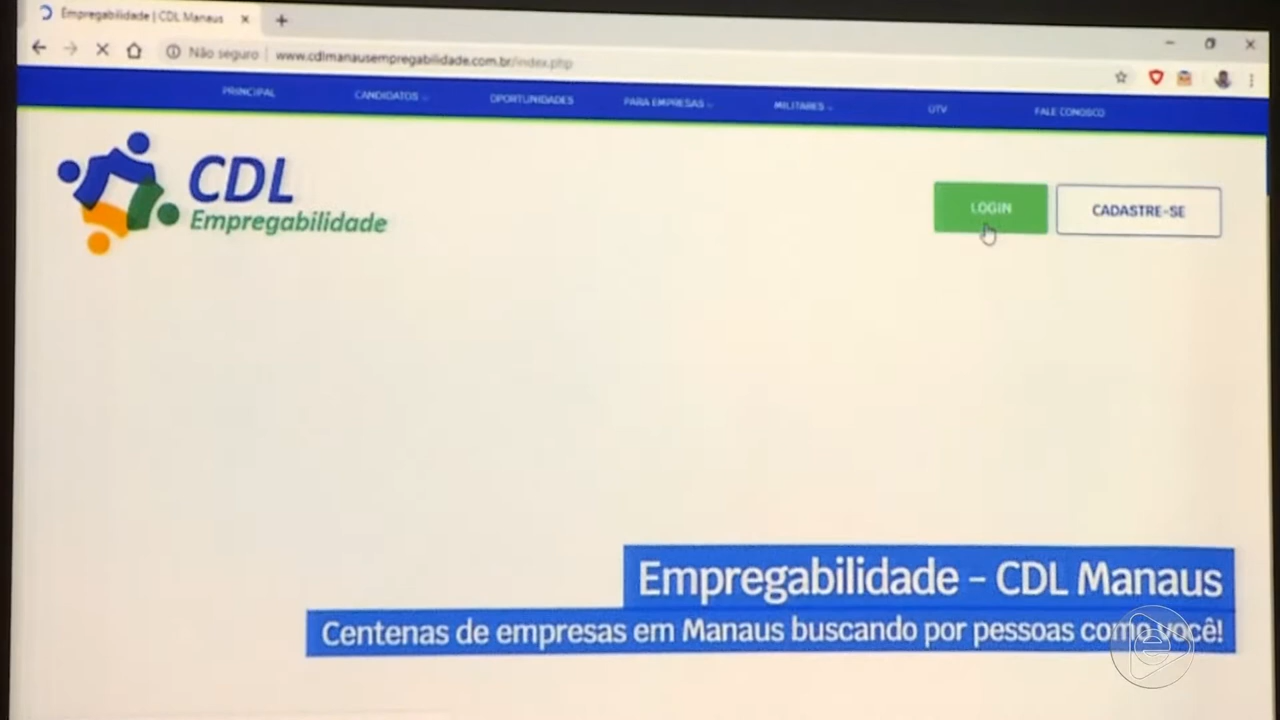 Empregabilidade | CDL Manaus
Não seguro | www.cdlmanausempregabilidade.com.br/index.php
PRINCIPAL CANDIDATOS OPORTUNIDADES PARA EMPRESAS MILITARES ÚTV FALE CONOSCO
CDL
Empregabilidade
LOGIN CADASTRE-SE
Empregabilidade - CDL Manaus
Centenas de empresas em Manaus buscando por pessoas como você!
e